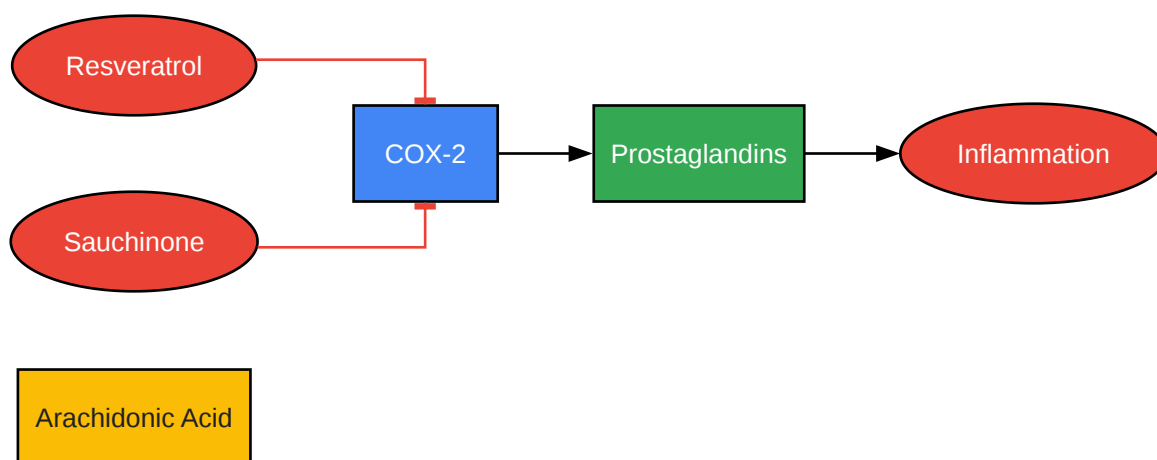 Resveratrol
COX-2
Prostaglandins
Inflammation
Sauchinone
Arachidonic Acid